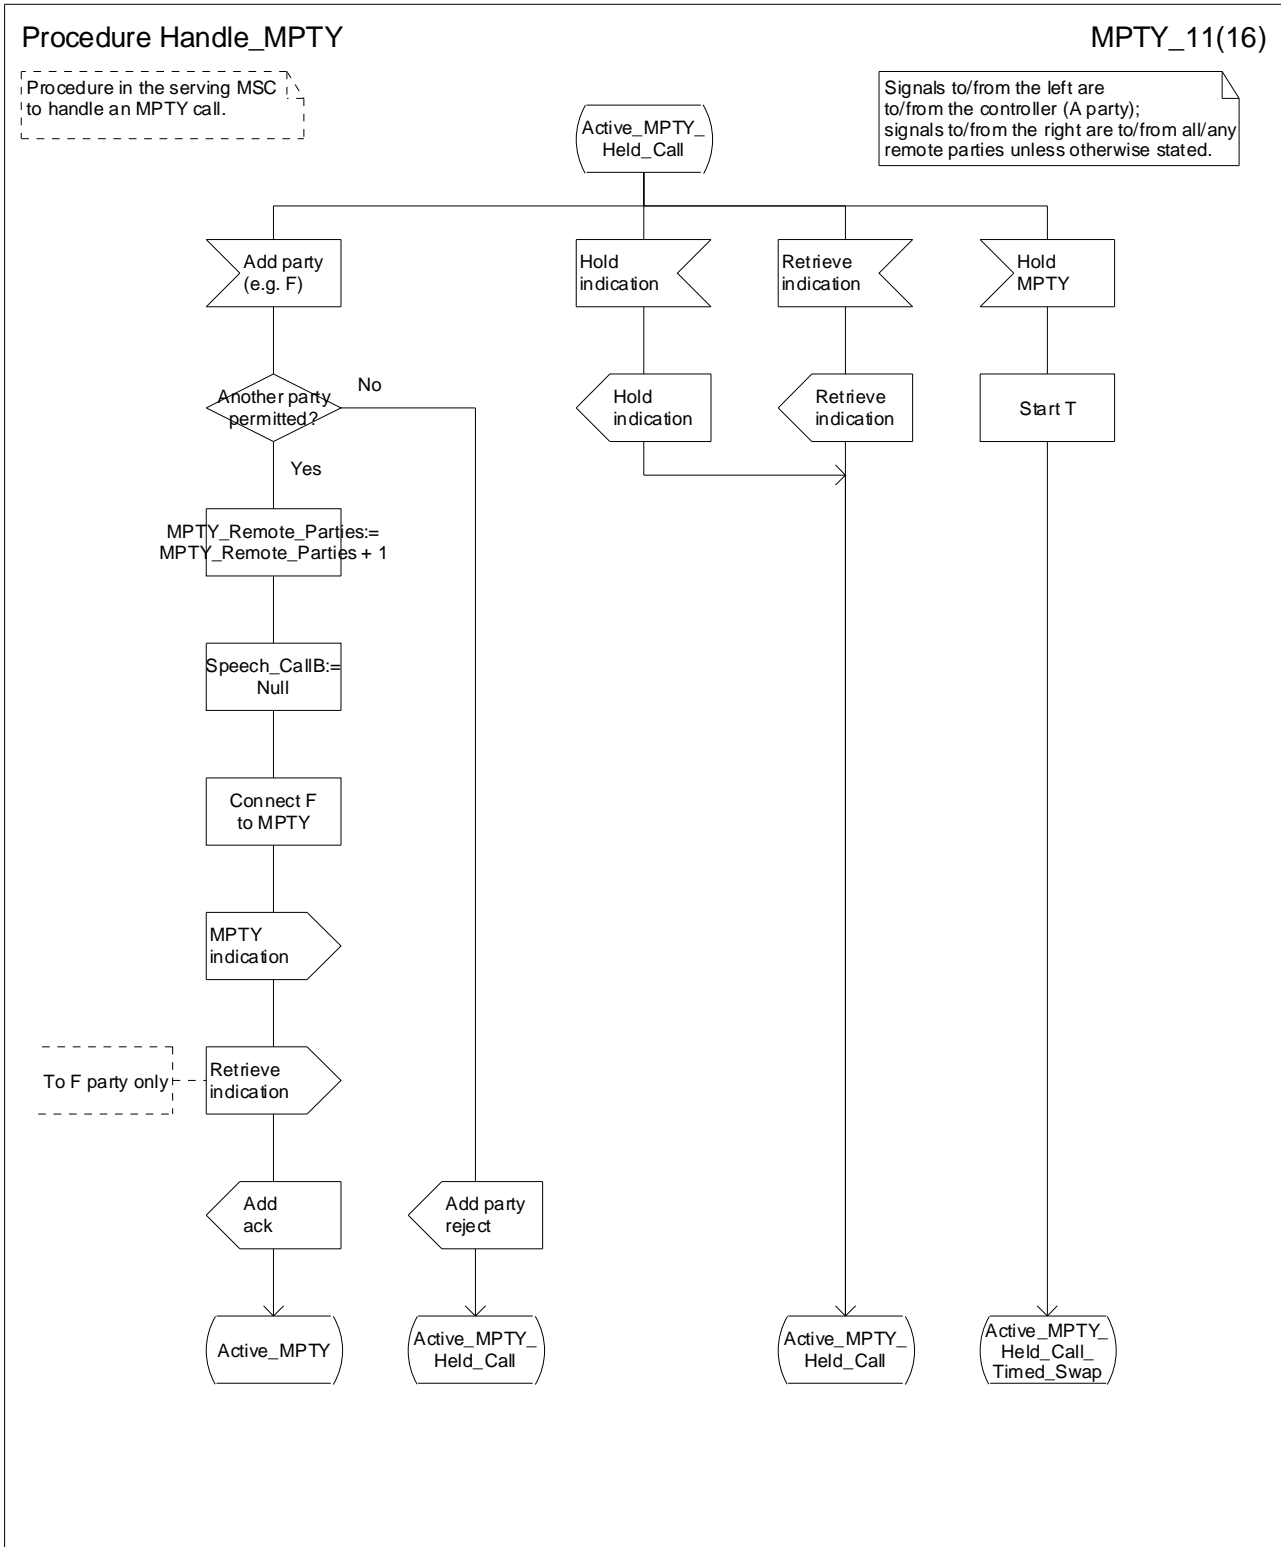 Procedure Handle_MPTY
MPTY_11(16)
Procedure in the serving MSC
to handle an MPTY call.
Signals to/from the left are
to/from the controller (A party);
signals to/from the right are to/from all/any
remote parties unless otherwise stated.
Active_MPTY_
Held_Call
Add party
(e.g. F)
Hold
indication
Retrieve
indication
Hold
MPTY
Another party
permitted?
No
Yes
Hold
indication
Retrieve
indication
Start T
MPTY_Remote_Parties:=
MPTY_Remote_Parties + 1
Speech_CallB:=
Null
Connect F
to MPTY
MPTY
indication
To F party only
Retrieve
indication
Add
ack
Add party
reject
Active_MPTY
Active_MPTY_
Held_Call
Active_MPTY_
Held_Call
Active_MPTY_
Held_Call_
Timed_Swap